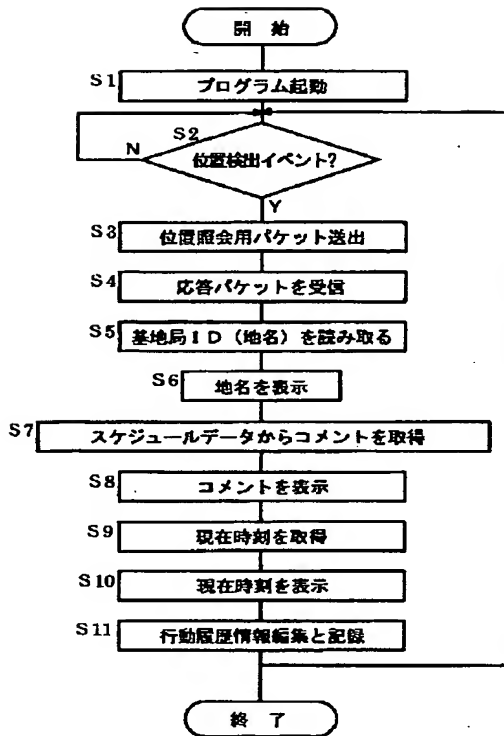 開 始
S1
プログラム起動
S2
N
位置検出イベント?
Y
S3
位置照会用パケット送出
S4
応答パケットを受信
S5
基地局ID(地名)を読み取る
S6
地名を表示
S7
スケジュールデータからコメントを取得
S8
コメントを表示
S9
現在時刻を取得
S10
現在時刻を表示
S11
行動履歴情報編集と記録
終 了